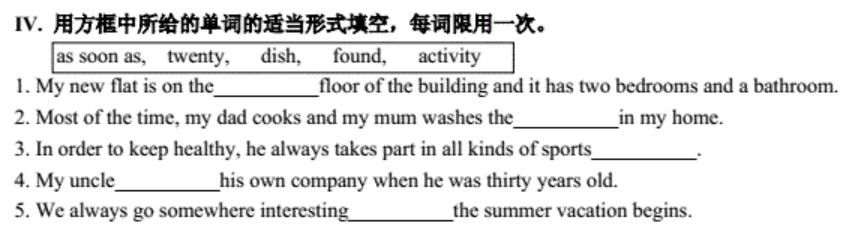 IV. 用方框中所给的单词的适当形式填空，每词限用一次。
as soon as, twenty, dish, found, activity
1. My new flat is on the__________floor of the building and it has two bedrooms and a bathroom.
2. Most of the time, my dad cooks and my mum washes the__________in my home.
3. In order to keep healthy, he always takes part in all kinds of sports__________.
4. My uncle__________his own company when he was thirty years old.
5. We always go somewhere interesting__________the summer vacation begins.